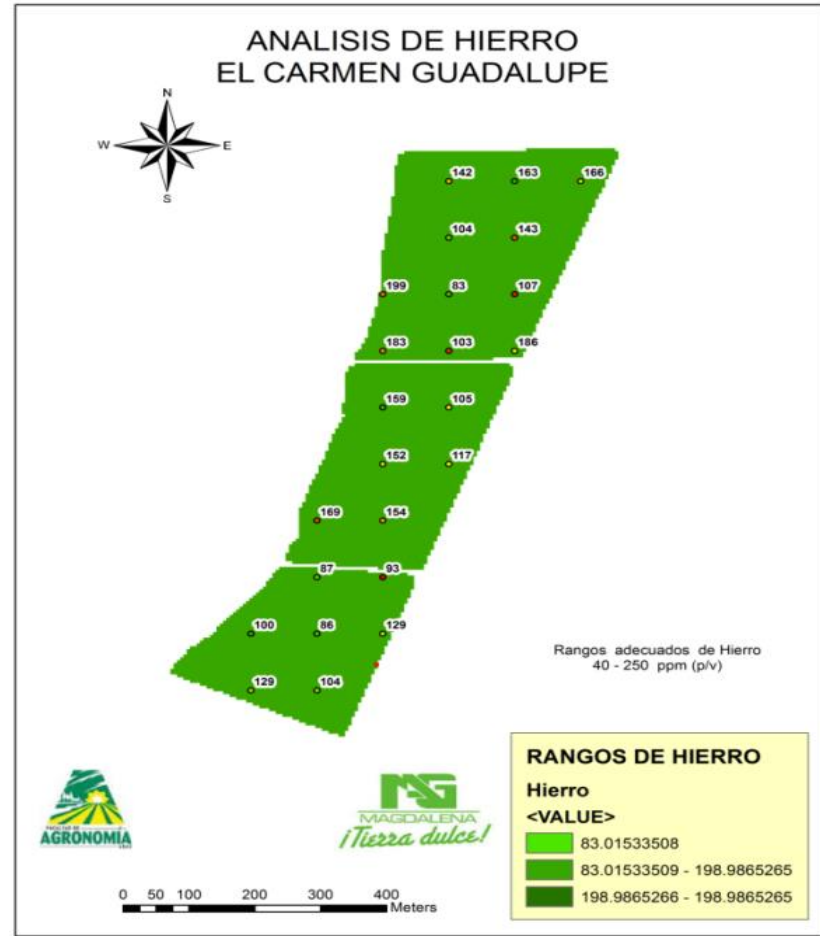 ANALISIS DE HIERRO
EL CARMEN GUADALUPE
N
W E
S
142 163 166
104 143
199 83 107
183 103 186
159 105
152 117
169 154
87 93
100 86 129
129 104
Rangos adecuados de Hierro
40 - 250 ppm (p/v)
RANGOS DE HIERRO
Hierro
<VALUE>
83.01533508
83.01533509 - 198.9865265
198.9865266 - 198.9865265
AGRONOMIA
MAG
MAGDALENA
¡Tierra dulce!
0 50 100 200 300 400
Meters